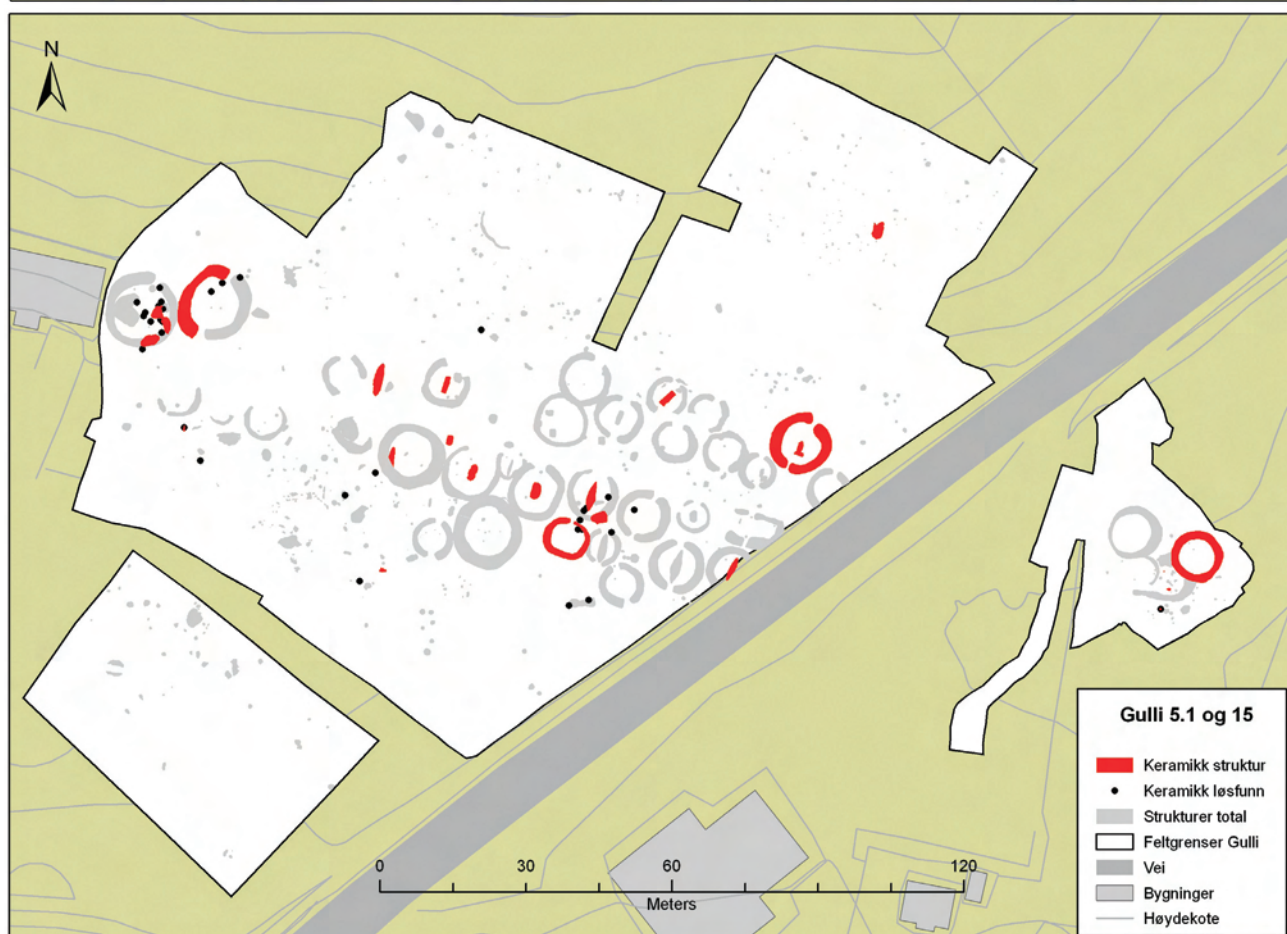 N
Gulli 5.1 og 15
Keramikk struktur
Keramikk løsfunn
Strukturer total
Feltgrenser Gulli
Vei
Bygninger
Høydekote
0 30 60 120
Meters